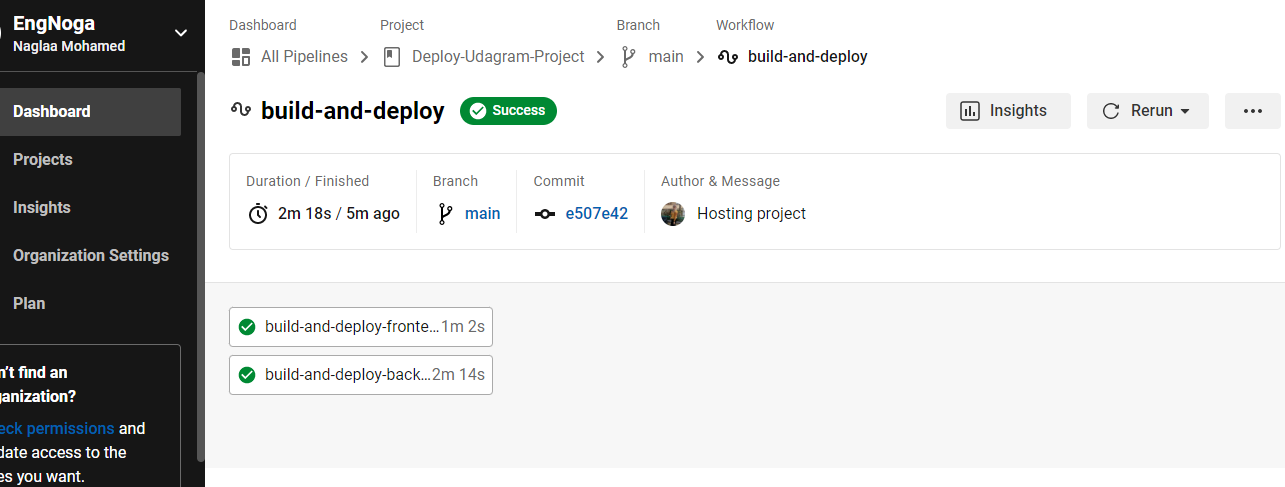 EngNoga
Naglaa Mohamed
Dashboard
Projects
Insights
Organization Settings
Plan
n't find an
ganization?
eck permissions and
date access to the
es you want.
Dashboard Project Branch Workflow
All Pipelines Deploy-Udagram-Project main build-and-deploy
build-and-deploy Success Insights Rerun
Duration / Finished Branch Commit Author & Message
2m 18s / 5m ago main e507e42 Hosting project
build-and-deploy-fronte... 1m 2s
build-and-deploy-back... 2m 14s